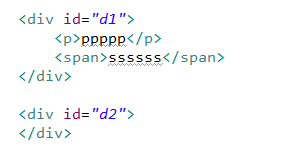 <div id="d1">
    <p>ppppp</p>
    <span>ssssss</span>
</div>

<div id="d2">
</div>